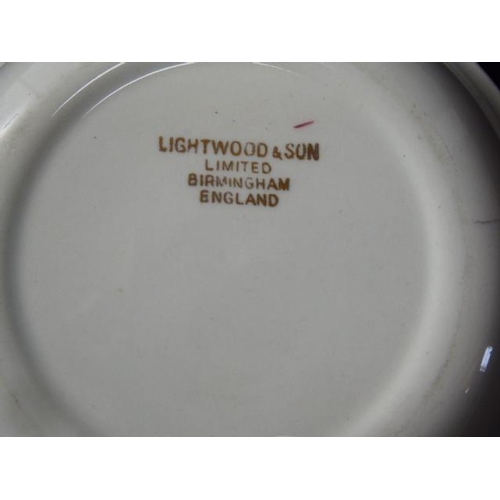 LIGHTWOOD & SON
LIMITED
BIRMINGHAM
ENGLAND